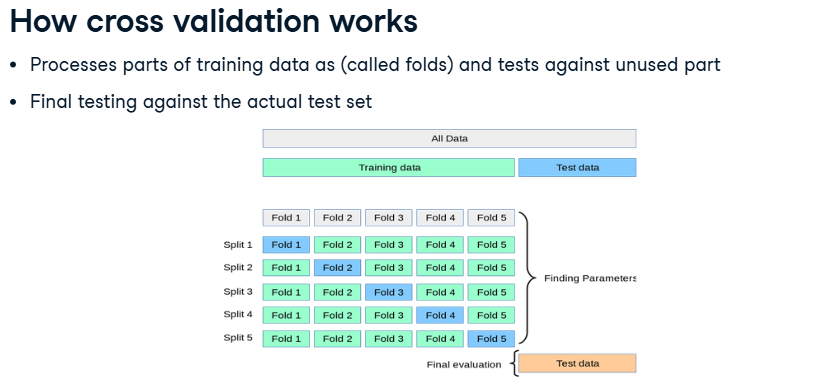 How cross validation works
• Processes parts of training data as (called folds) and tests against unused part
• Final testing against the actual test set
All Data
Training data Test data
Fold 1 Fold 2 Fold 3 Fold 4 Fold 5
Split 1 Fold 1 Fold 2 Fold 3 Fold 4 Fold 5
Split 2 Fold 1 Fold 2 Fold 3 Fold 4 Fold 5
Finding Parameters
Split 3 Fold 1 Fold 2 Fold 3 Fold 4 Fold 5
Split 4 Fold 1 Fold 2 Fold 3 Fold 4 Fold 5
Split 5 Fold 1 Fold 2 Fold 3 Fold 4 Fold 5
Final evaluation Test data